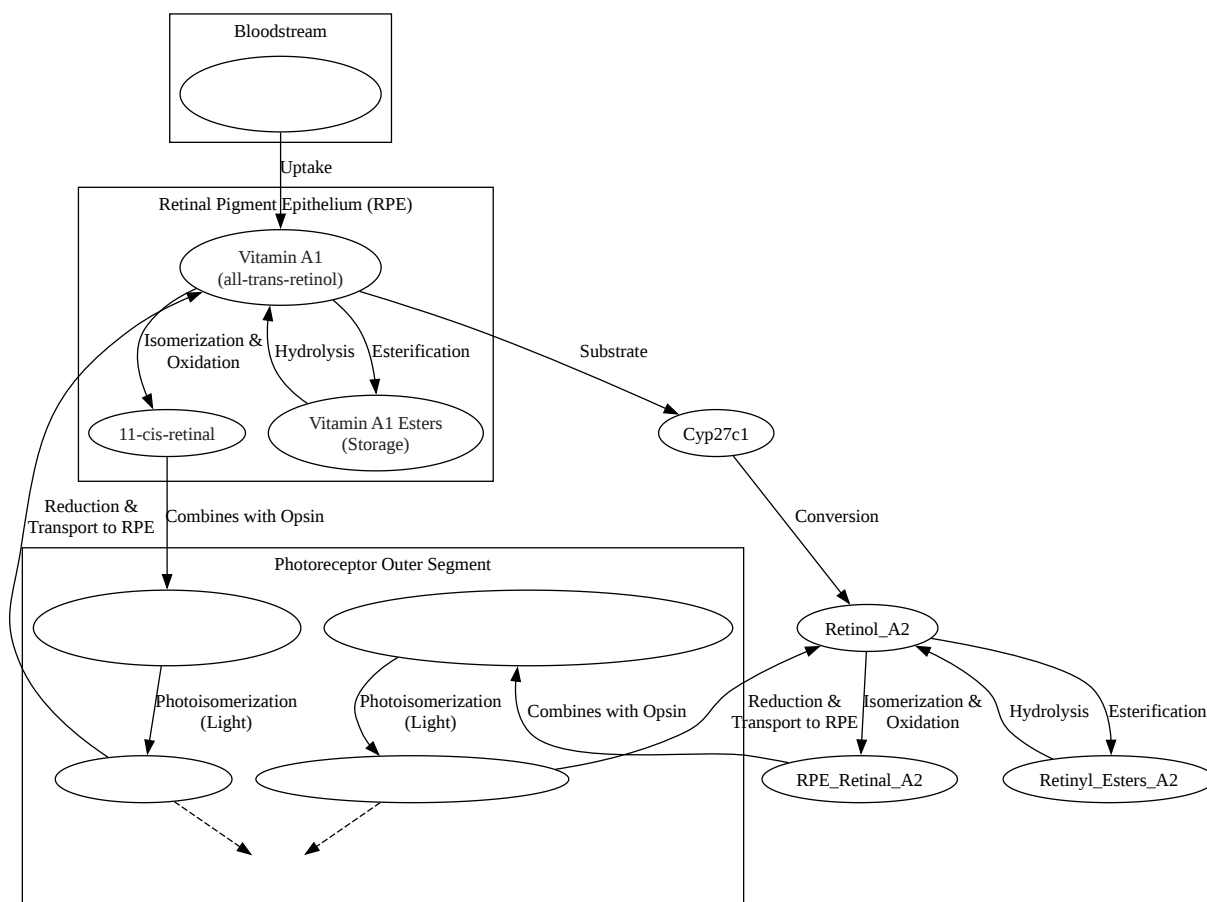 Bloodstream
Uptake
Retinal Pigment Epithelium (RPE)
Vitamin A1
(all-trans-retinol)
Isomerization &
Oxidation
Hydrolysis
Esterification
Substrate
11-cis-retinal
Vitamin A1 Esters
(Storage)
Cyp27c1
Reduction &
Transport to RPE
Combines with Opsin
Conversion
Photoreceptor Outer Segment
Retinol_A2
Photoisomerization
(Light)
Photoisomerization
(Light)
Combines with Opsin
Reduction &
Transport to RPE
Isomerization &
Oxidation
Hydrolysis
Esterification
RPE_Retinal_A2
Retinyl_Esters_A2